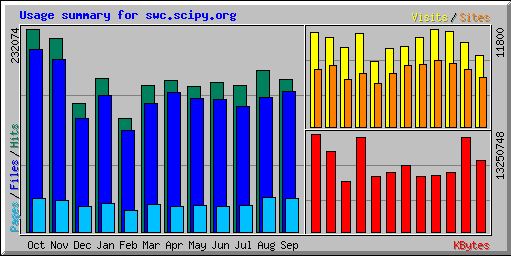 Usage summary for swc.scipy.org
Visits / Sites
232074
11800
13250748
Pages / Files / Hits
Oct Nov Dec Jan Feb Mar Apr May Jun Jul Aug Sep
KBytes